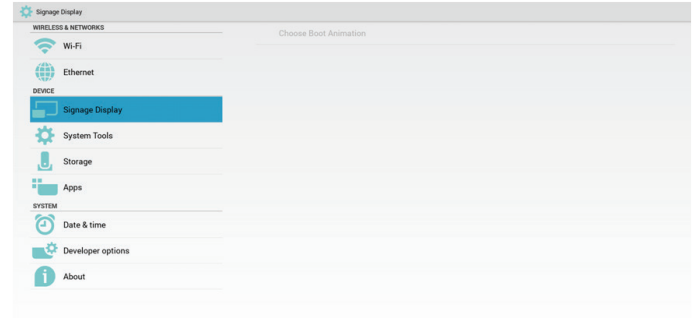 Signage Display
WIRELESS & NETWORKS
Wi-Fi
Ethernet
DEVICE
Signage Display
System Tools
Storage
Apps
SYSTEM
Date & time
Developer options
About
Choose Boot Animation